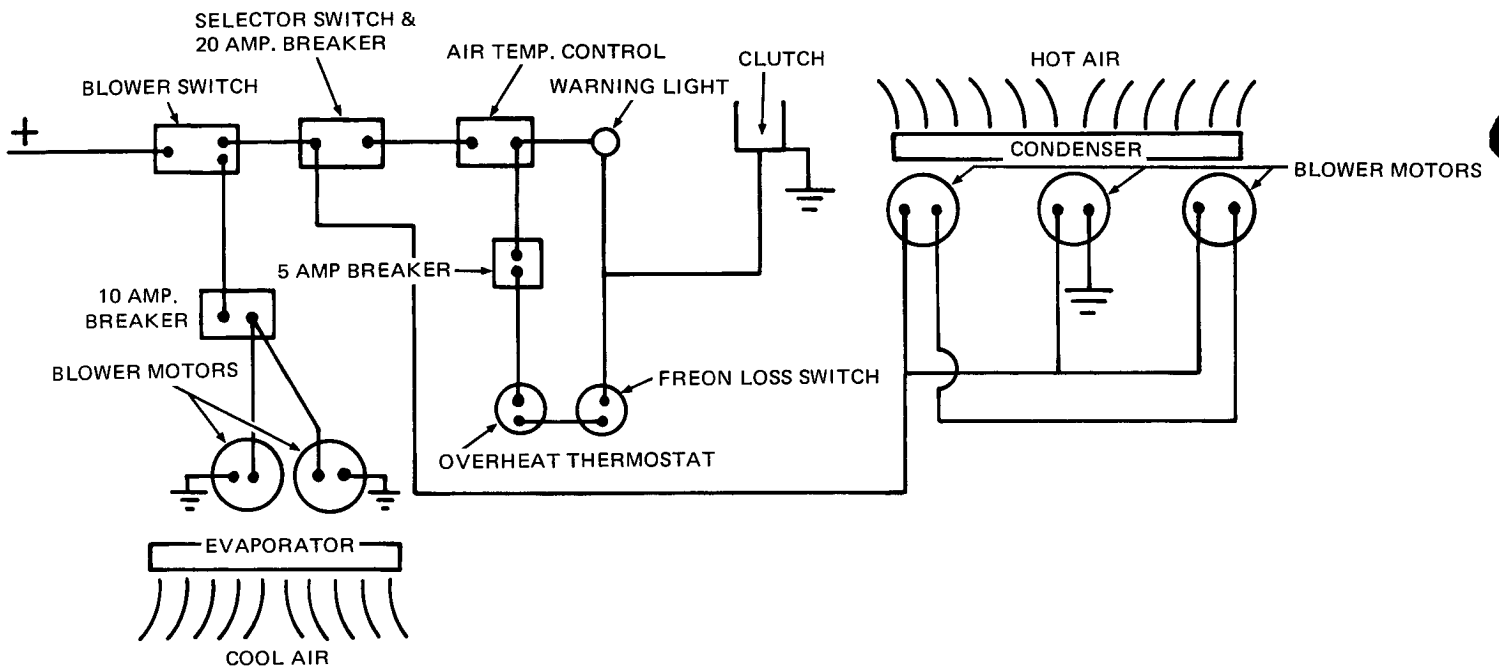 SELECTOR SWITCH &
20 AMP. BREAKER
AIR TEMP. CONTROL
BLOWER SWITCH
WARNING LIGHT
CLUTCH
HOT AIR
+
CONDENSER
BLOWER MOTORS
5 AMP BREAKER
10 AMP.
BREAKER
BLOWER MOTORS
FREON LOSS SWITCH
OVERHEAT THERMOSTAT
EVAPORATOR
COOL AIR